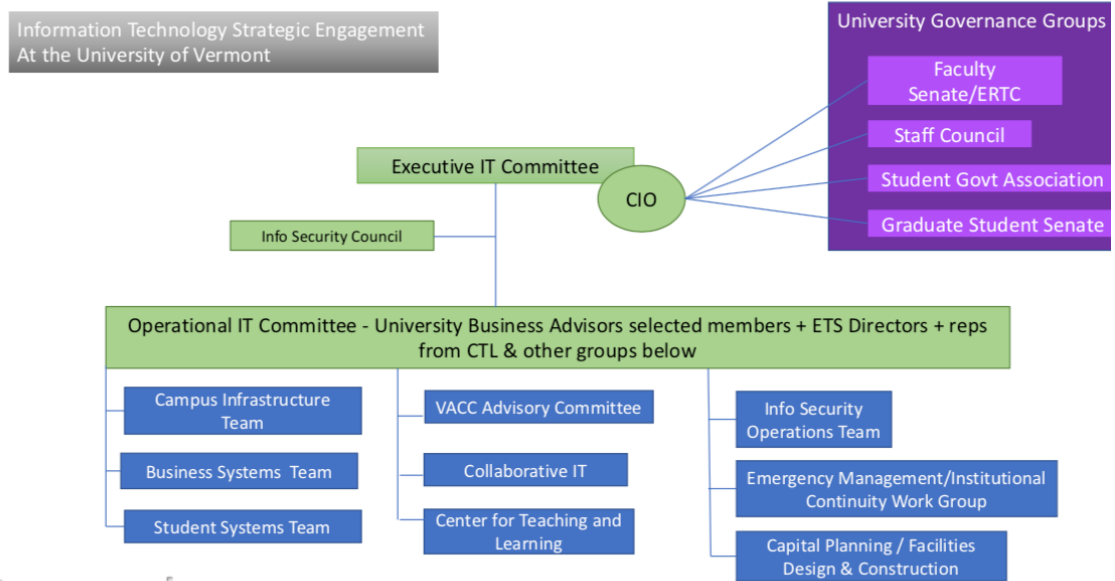 Information Technology Strategic Engagement
At the University of Vermont
University Governance Groups
Faculty
Senate/ERTC
Staff Council
Student Govt Association
Graduate Student Senate
Executive IT Committee
CIO
Info Security Council
Operational IT Committee - University Business Advisors selected members + ETS Directors + reps
from CTL & other groups below
Campus Infrastructure
Team
Business Systems  Team
Student Systems Team
VACC Advisory Committee
Collaborative IT
Center for Teaching and
Learning
Info Security
Operations Team
Emergency Management/Institutional
Continuity Work Group
Capital Planning / Facilities
Design & Construction